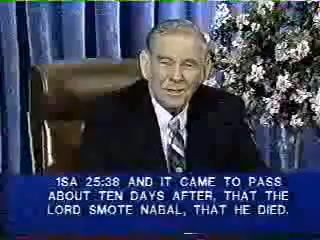 1SA 25:38 AND IT CAME TO PASS
ABOUT TEN DAYS AFTER, THAT THE
LORD SMOTE NABAL, THAT HE DIED.